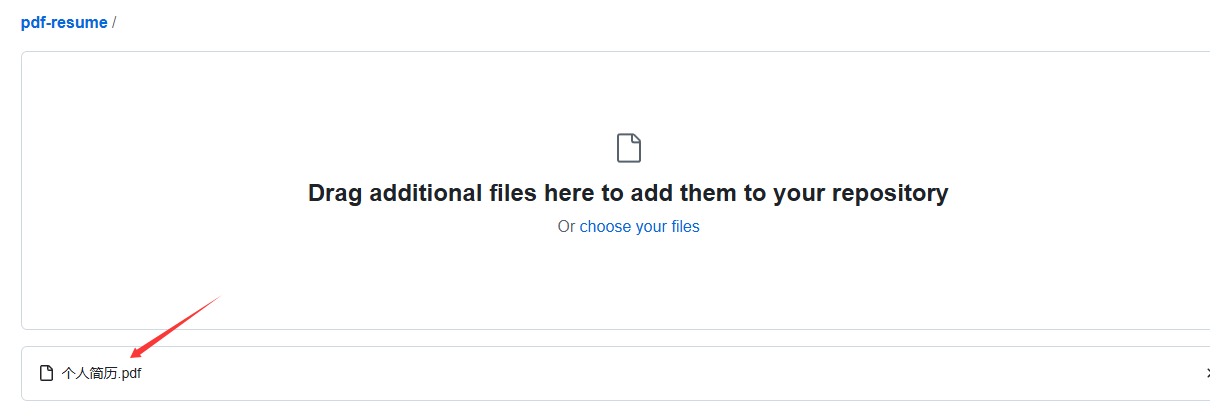 pdf-resume /
Drag additional files here to add them to your repository
Or choose your files
个人简历.pdf